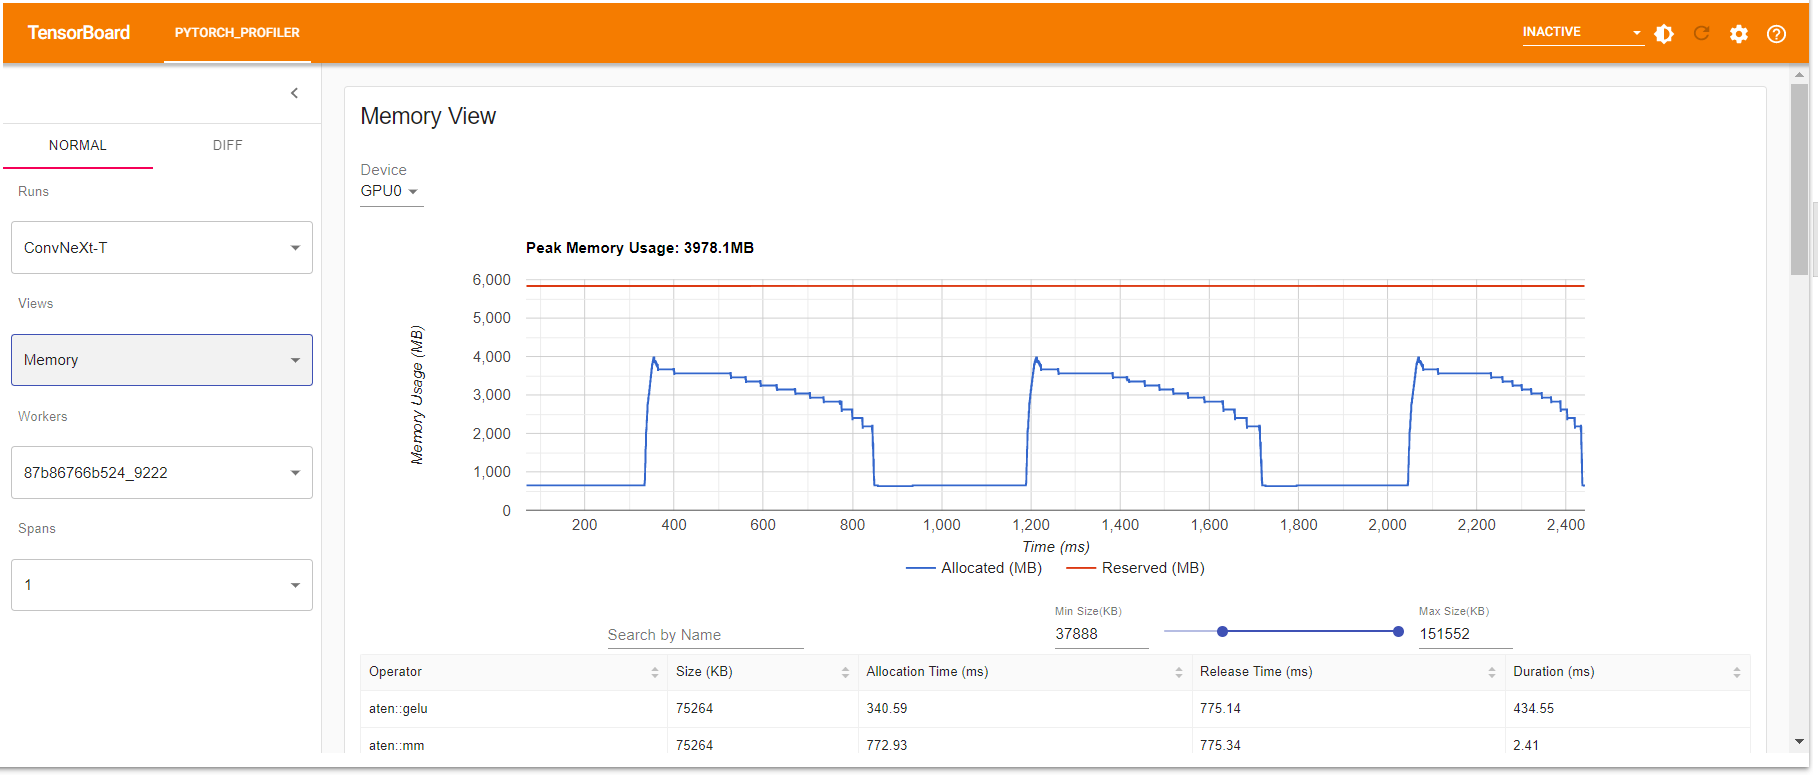 TensorBoard
PYTORCH_PROFILER
INACTIVE
NORMAL
DIFF
Runs
ConvNeXt-T
Views
Memory
Workers
87b86766b524_9222
Spans
1
Memory View
Device
GPU0
Peak Memory Usage: 3978.1MB
Memory Usage (MB)
6,000
5,000
4,000
3,000
2,000
1,000
0
200 400 600 800 1,000 1,200 1,400 1,600 1,800 2,000 2,200 2,400
Time (ms)
Allocated (MB) Reserved (MB)
Search by Name
Min Size(KB)
37888
Max Size(KB)
151552
Operator Size (KB) Allocation Time (ms) Release Time (ms) Duration (ms)
aten::gelu 75264 340.59 775.14 434.55
aten::mm 75264 772.93 775.34 2.41